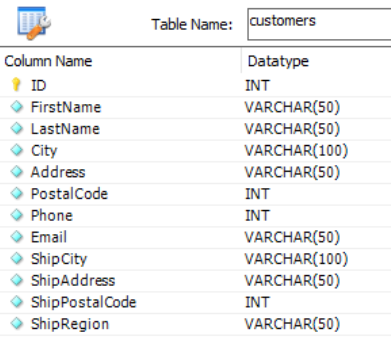 Table Name: customers
Column Name Datatype
ID INT
FirstName VARCHAR(50)
LastName VARCHAR(50)
City VARCHAR(100)
Address VARCHAR(50)
PostalCode INT
Phone INT
Email VARCHAR(50)
ShipCity VARCHAR(100)
ShipAddress VARCHAR(50)
ShipPostalCode INT
ShipRegion VARCHAR(50)